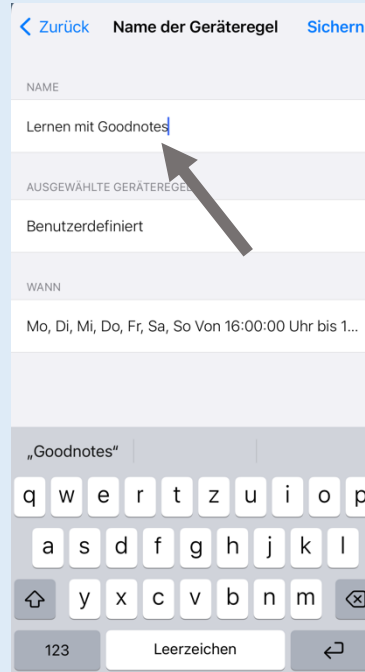 Zurück Name der Geräteregel Sichern
NAME
Lernen mit Goodnotes
AUSGEWÄHLTE GERÄTEREGEL
Benutzerdefiniert
WANN
Mo, Di, Mi, Do, Fr, Sa, So Von 16:00:00 Uhr bis 1...
„Goodnotes“
q w e r t z u i o p
a s d f g h j k l
y x c v b n m
123 Leerzeichen